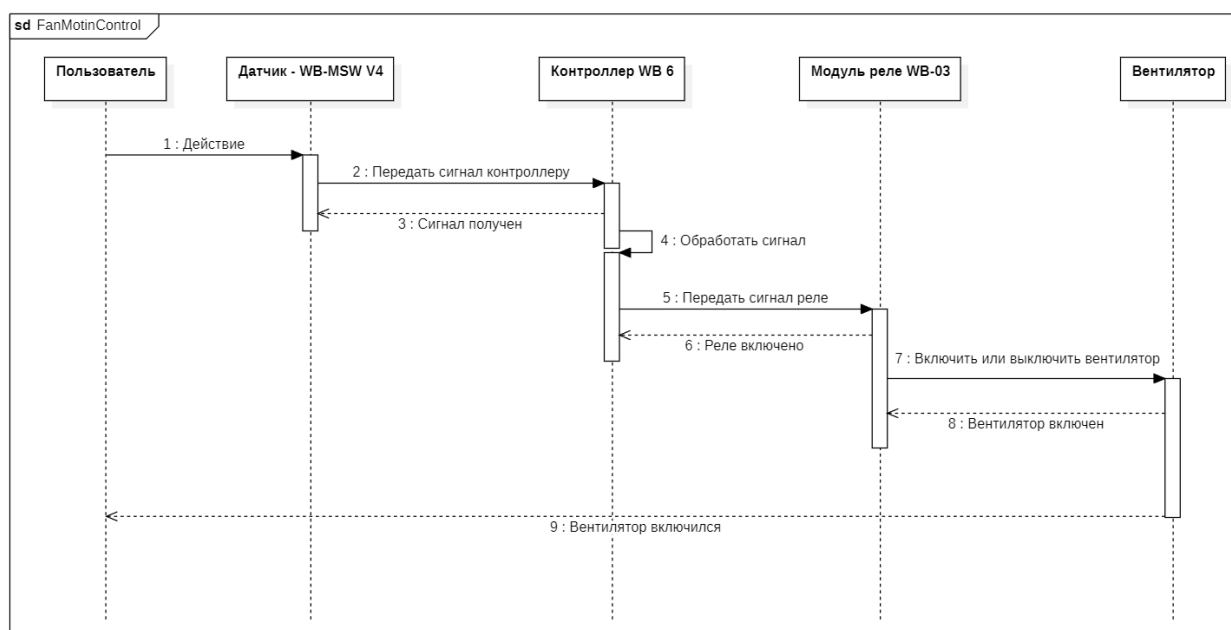 sd FanMotinControl
Пользователь
Датчик - WB-MSW V4
Контроллер WB 6
Модуль реле WB-03
Вентилятор
1 : Действие
2 : Передать сигнал контроллеру
3 : Сигнал получен
4 : Обработать сигнал
5 : Передать сигнал реле
6 : Реле включено
7 : Включить или выключить вентилятор
8 : Вентилятор включен
9 : Вентилятор включился